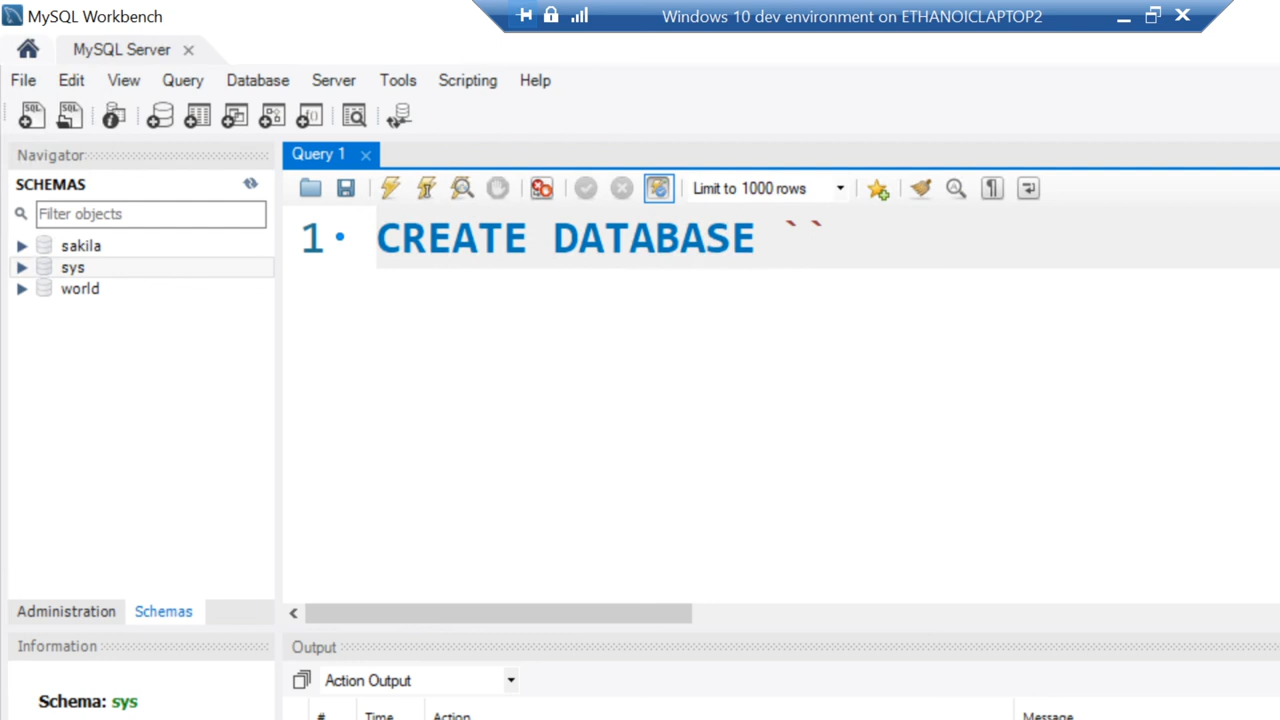 MySQL Workbench
Windows 10 dev environment on ETHANOICLAPTOP2
MySQL Server
File Edit View Query Database Server Tools Scripting Help
Navigator
Query 1
SCHEMAS
Limit to 1000 rows
Filter objects
1 CREATE DATABASE ``
sakila
sys
world
Administration Schemas
Information
Output
Action Output
Schema: sys
# Time Action Message